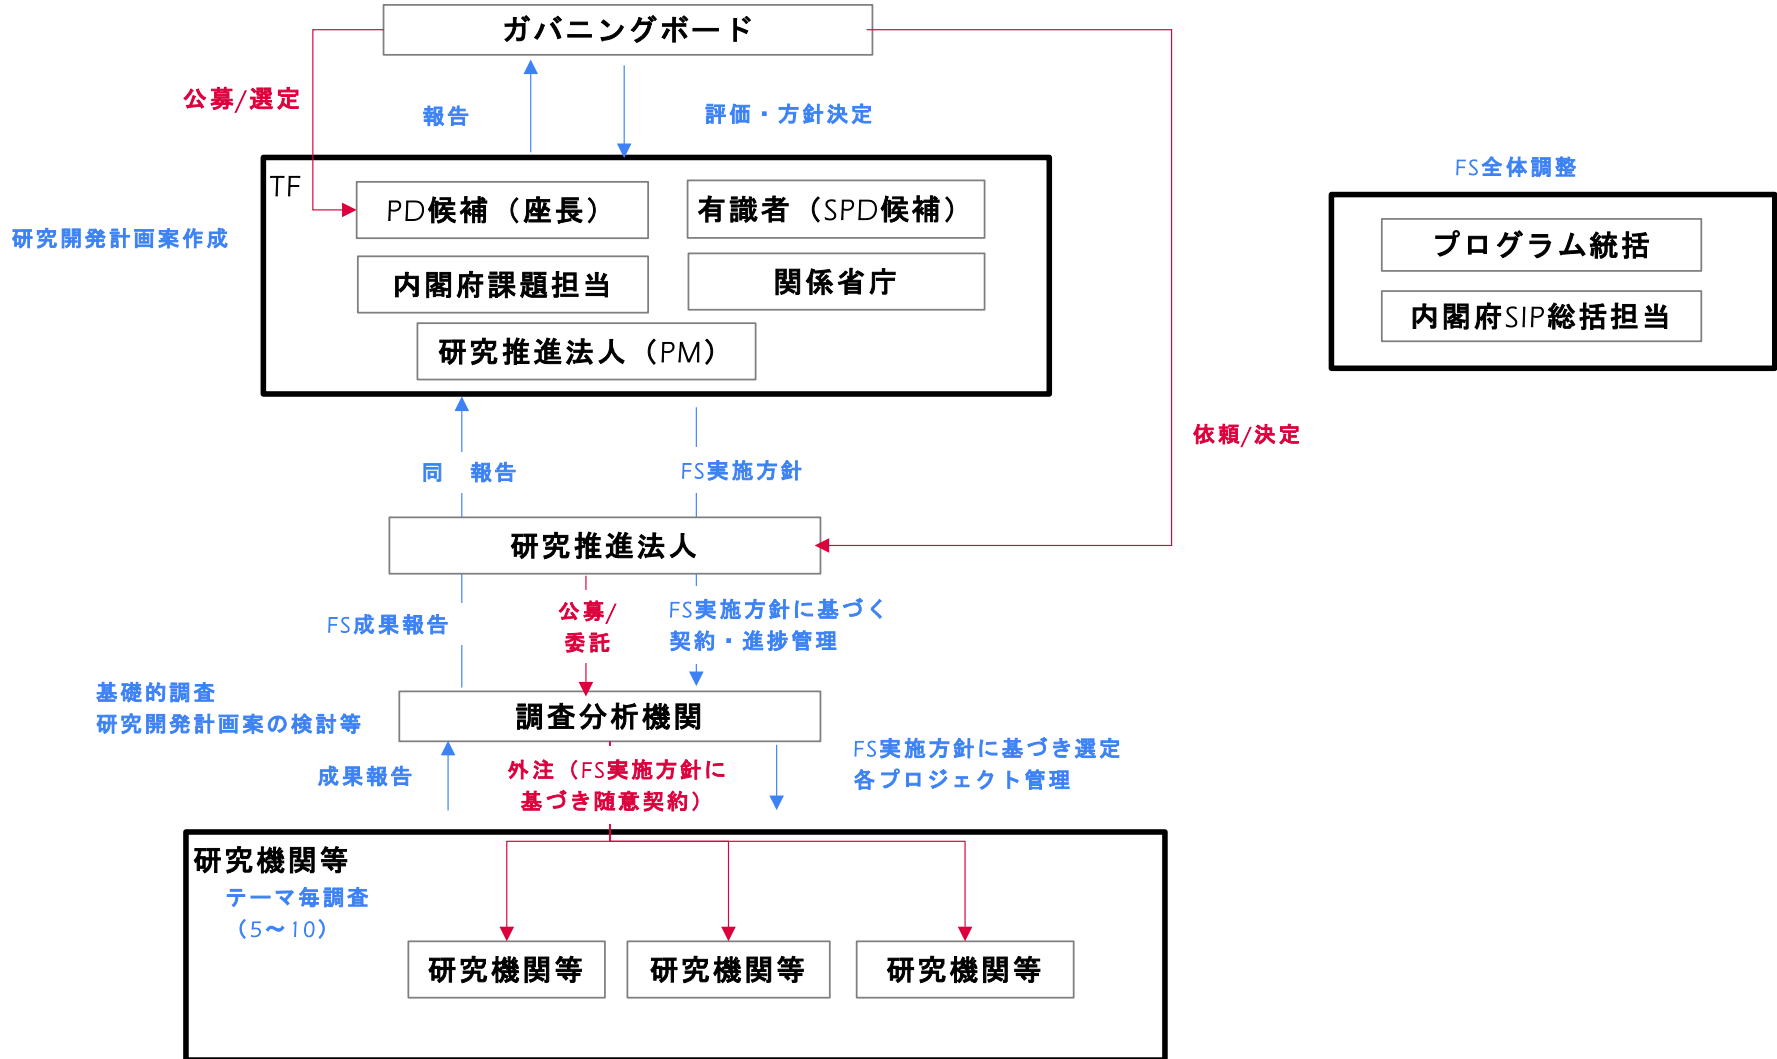 ガバニングボード
公募/選定
報告
評価・方針決定
FS全体調整
TF
PD候補（座長）
有識者（SPD候補）
研究開発計画案作成
プログラム統括
内閣府課題担当
関係省庁
内閣府SIP総括担当
研究推進法人（PM）
依頼/決定
同　報告
FS実施方針
研究推進法人
FS成果報告
公募/
委託
FS実施方針に基づく
契約・進捗管理
基礎的調査
研究開発計画案の検討等
調査分析機関
成果報告
外注（FS実施方針に
基づき随意契約）
FS実施方針に基づき選定
各プロジェクト管理
研究機関等
テーマ毎調査
（5〜10）
研究機関等
研究機関等
研究機関等